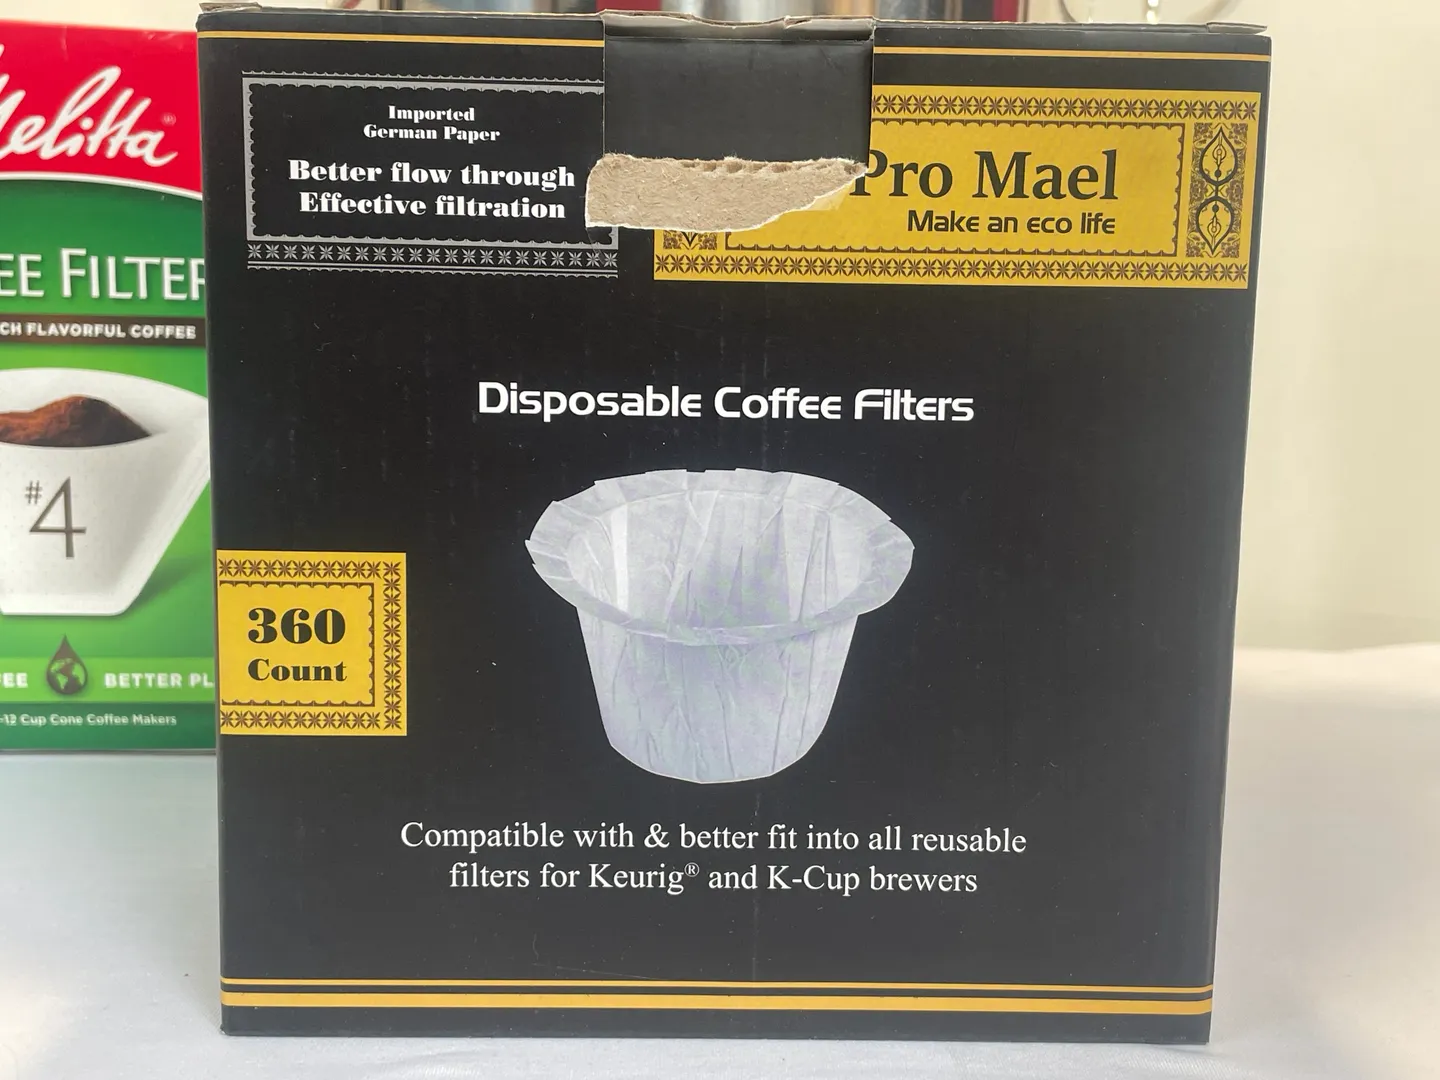 Melitta®
EE FILTER
CH FLAVORFUL COFFEE
#4
EE BETTER PL
-12 Cup Cone Coffee Makers
Imported
German Paper
Better flow through
Effective filtration
Pro Mael
Make an eco life
Disposable Coffee Filters
360
Count
Compatible with & better fit into all reusable
filters for Keurig® and K-Cup brewers